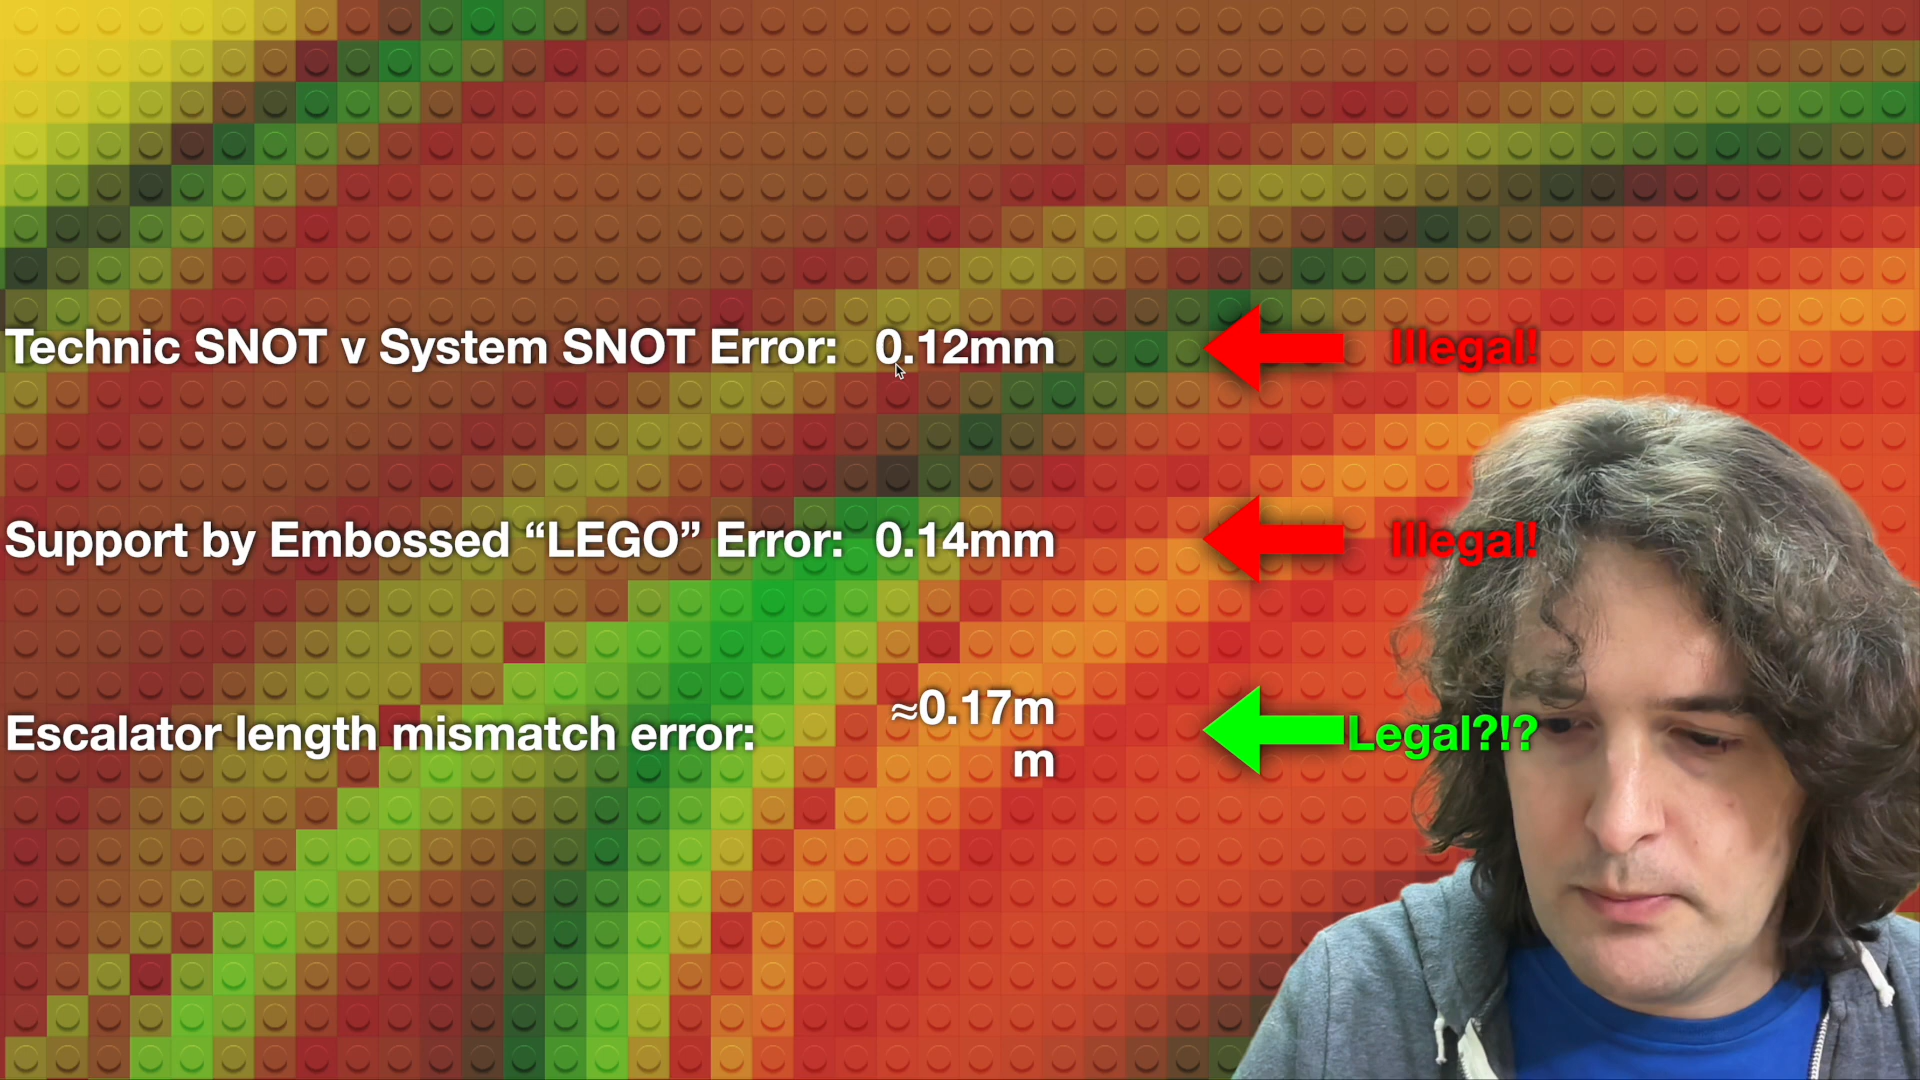 Technic SNOT v System SNOT Error: 0.12mm Illegal!
Support by Embossed “LEGO” Error: 0.14mm Illegal!
Escalator length mismatch error: ≈0.17m
m Legal?!?